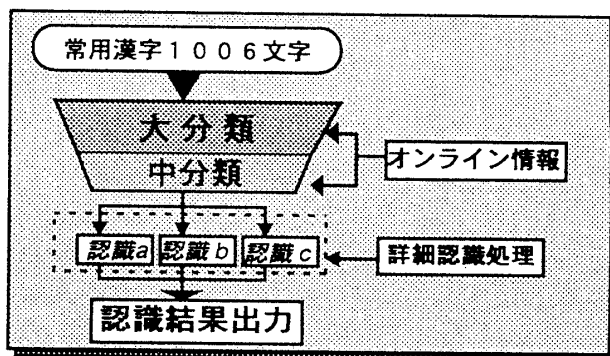 常用漢字1006文字
大分類
中分類
オンライン情報
認識a 認識b 認識c
詳細認識処理
認識結果出力